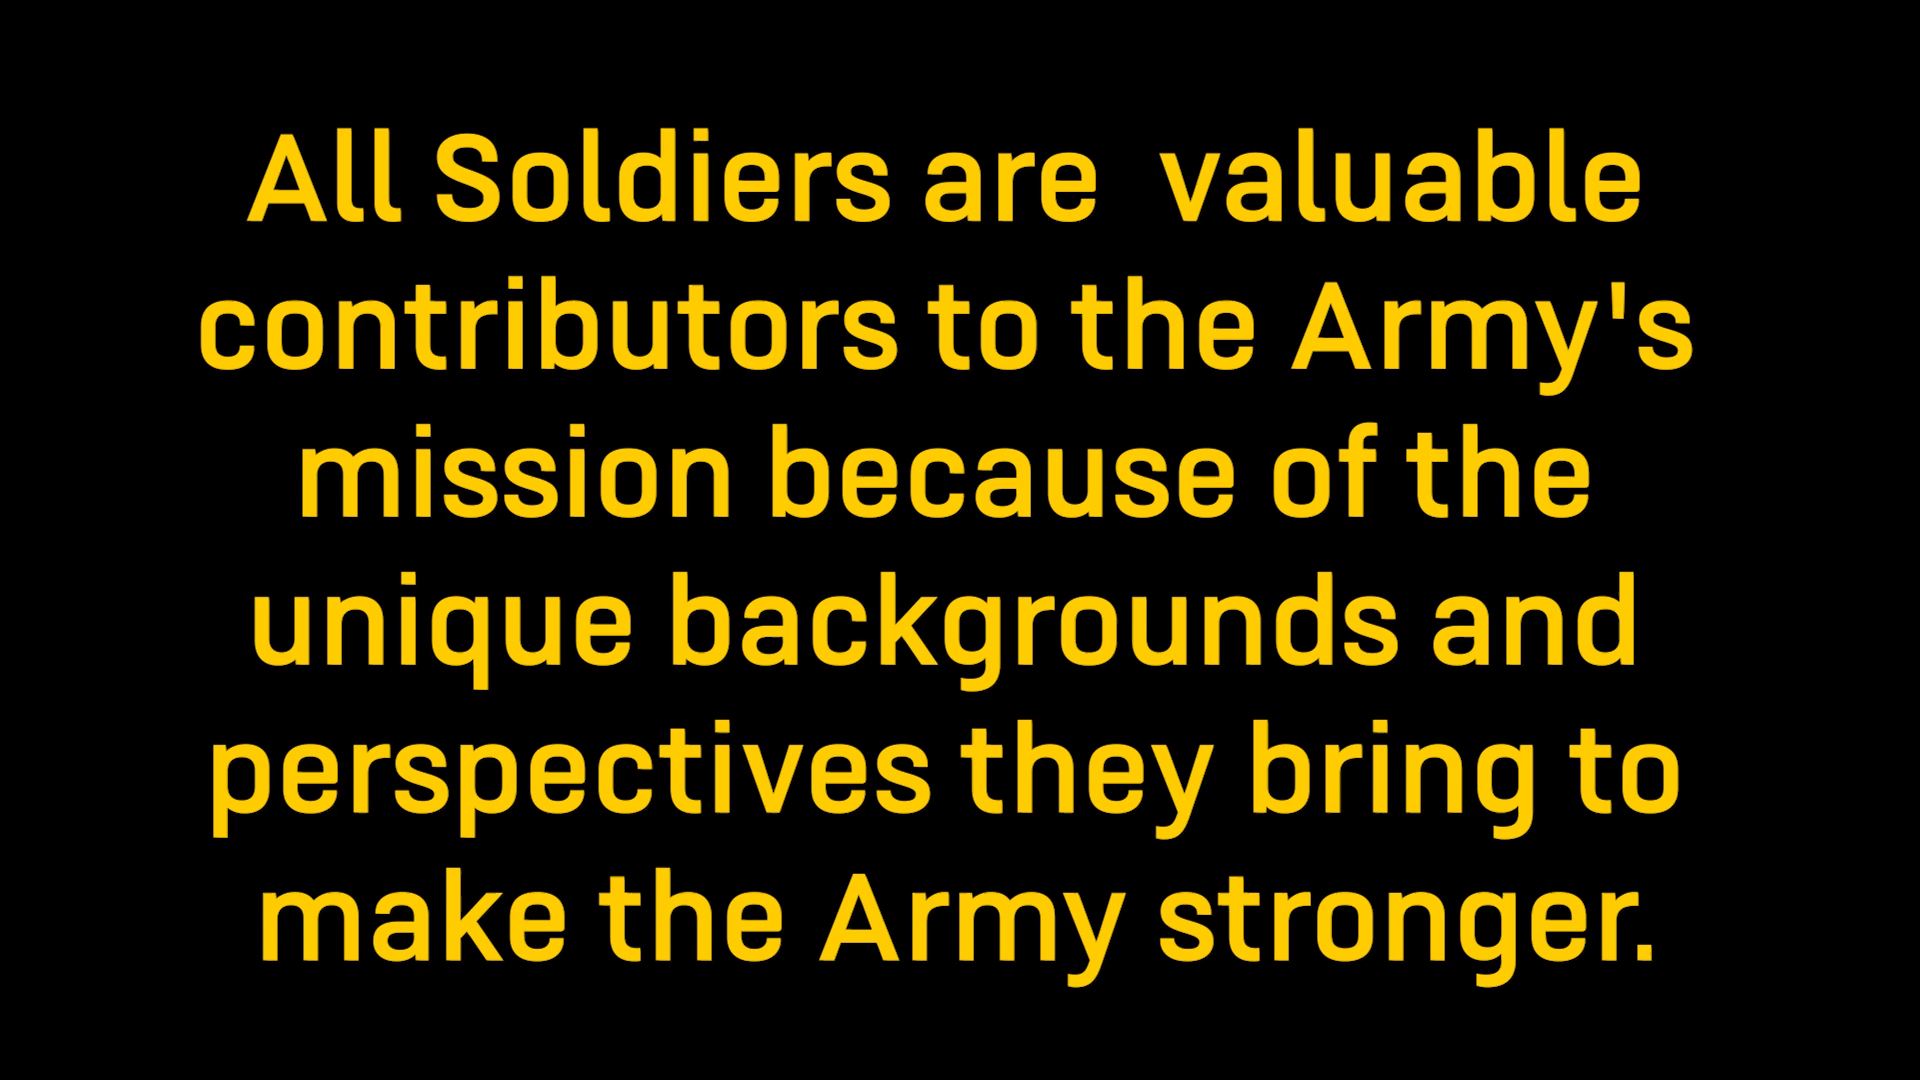 All Soldiers are  valuable
contributors to the Army's
mission because of the
unique backgrounds and
perspectives they bring to
make the Army stronger.